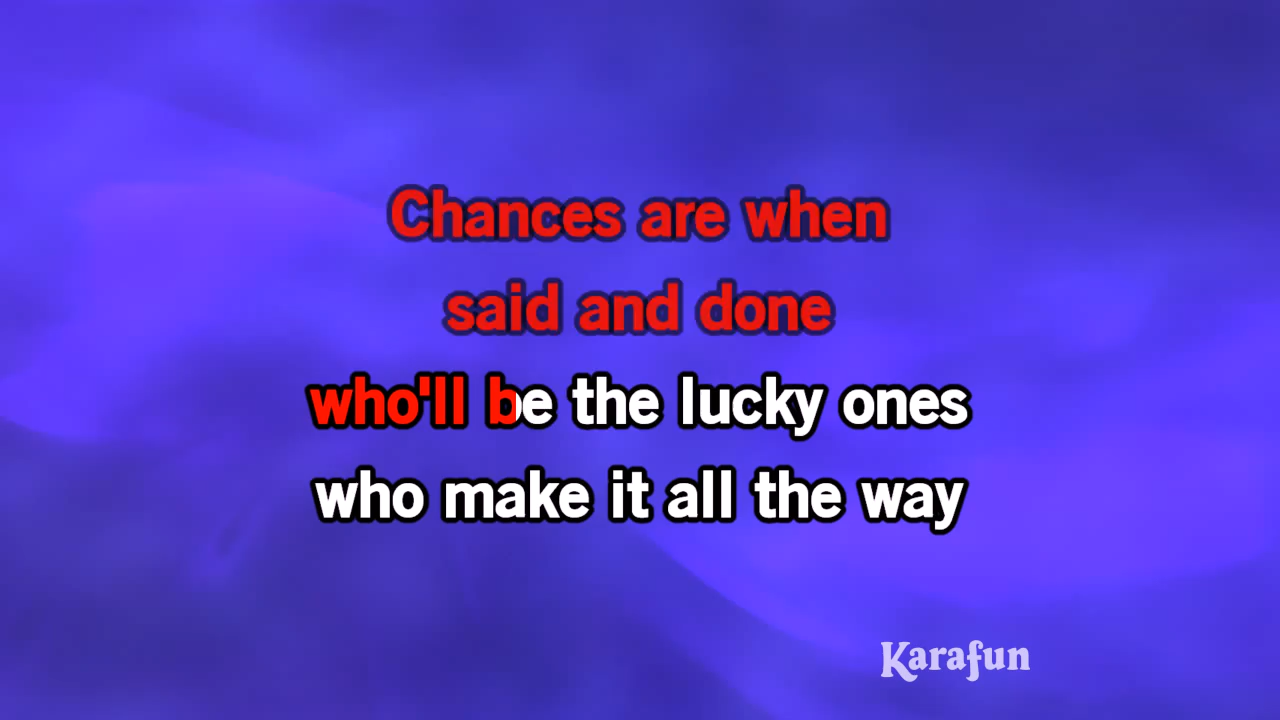 Chances are when
said and done
who'll be the lucky ones
who make it all the way
Karafun